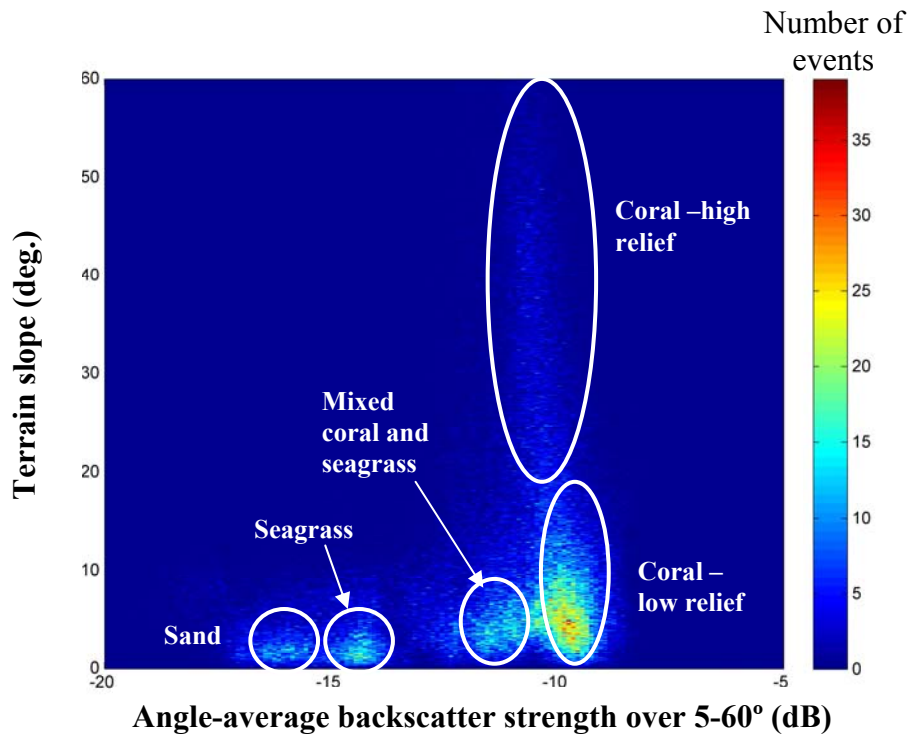 Number of
events
60
50
40
30
20
10
0
-20
-15
-10
-5
35
30
25
20
15
10
5
0
Terrain slope (deg.)
Angle-average backscatter strength over 5-60º (dB)
Coral –high
relief
Mixed
coral and
seagrass
Seagrass
Sand
Coral –
low relief